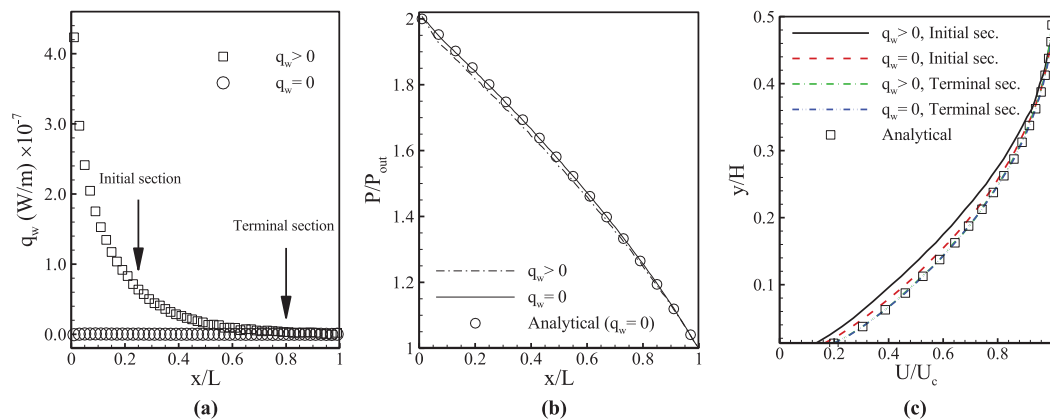 q_w (W/m) ×10^-7
4.0
3.0
2.0
1.0
0.0
q_w > 0
q_w = 0
Initial section
Terminal section
0 0.2 0.4 0.6 0.8 1
x/L
(a)
P/P_out
2
1.8
1.6
1.4
1.2
1
q_w > 0
q_w = 0
Analytical (q_w = 0)
0 0.2 0.4 0.6 0.8 1
x/L
(b)
y/H
0.5
0.4
0.3
0.2
0.1
q_w > 0, Initial sec.
q_w = 0, Initial sec.
q_w > 0, Terminal sec.
q_w = 0, Terminal sec.
Analytical
0 0.2 0.4 0.6 0.8
U/U_c
(c)